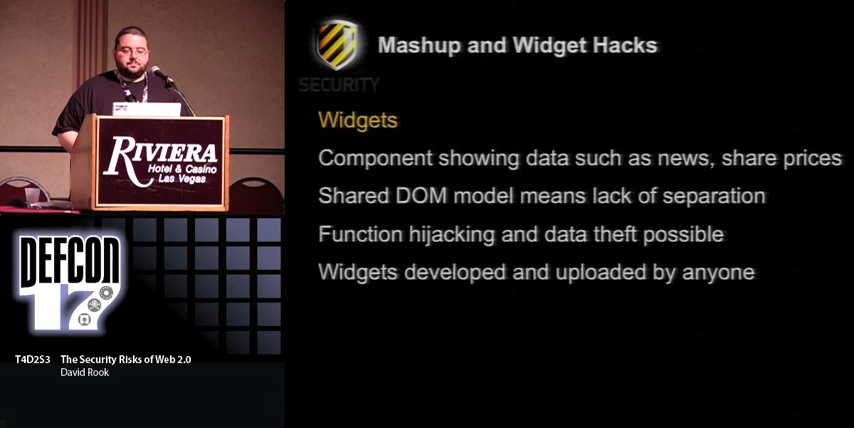 RIVIERA
Hotel & Casino
Las Vegas
DEFCON
17
T4D2S3 The Security Risks of Web 2.0
David Rook
SECURITY
Mashup and Widget Hacks
Widgets
Component showing data such as news, share prices
Shared DOM model means lack of separation
Function hijacking and data theft possible
Widgets developed and uploaded by anyone